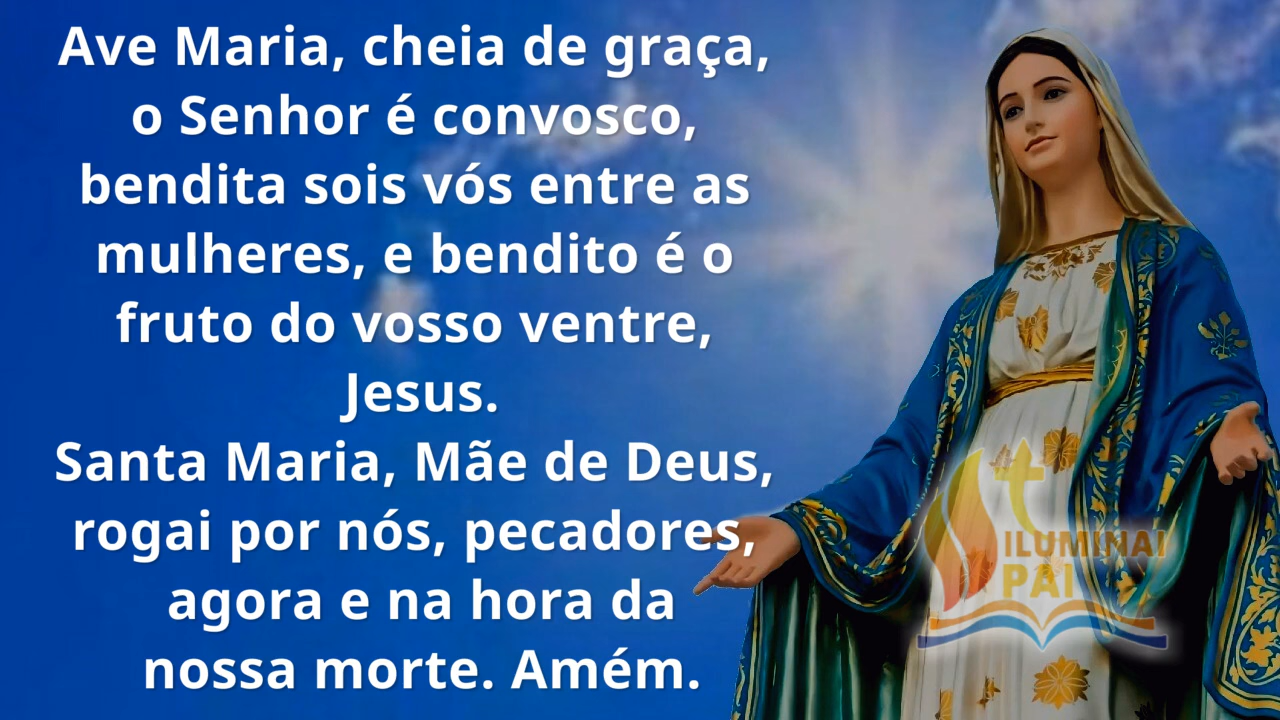 Ave Maria, cheia de graça,
o Senhor é convosco,
bendita sois vós entre as
mulheres, e bendito é o
fruto do vosso ventre,
Jesus.
Santa Maria, Mãe de Deus,
rogai por nós, pecadores,
agora e na hora da
nossa morte. Amém.
ILUMINAI
PAI